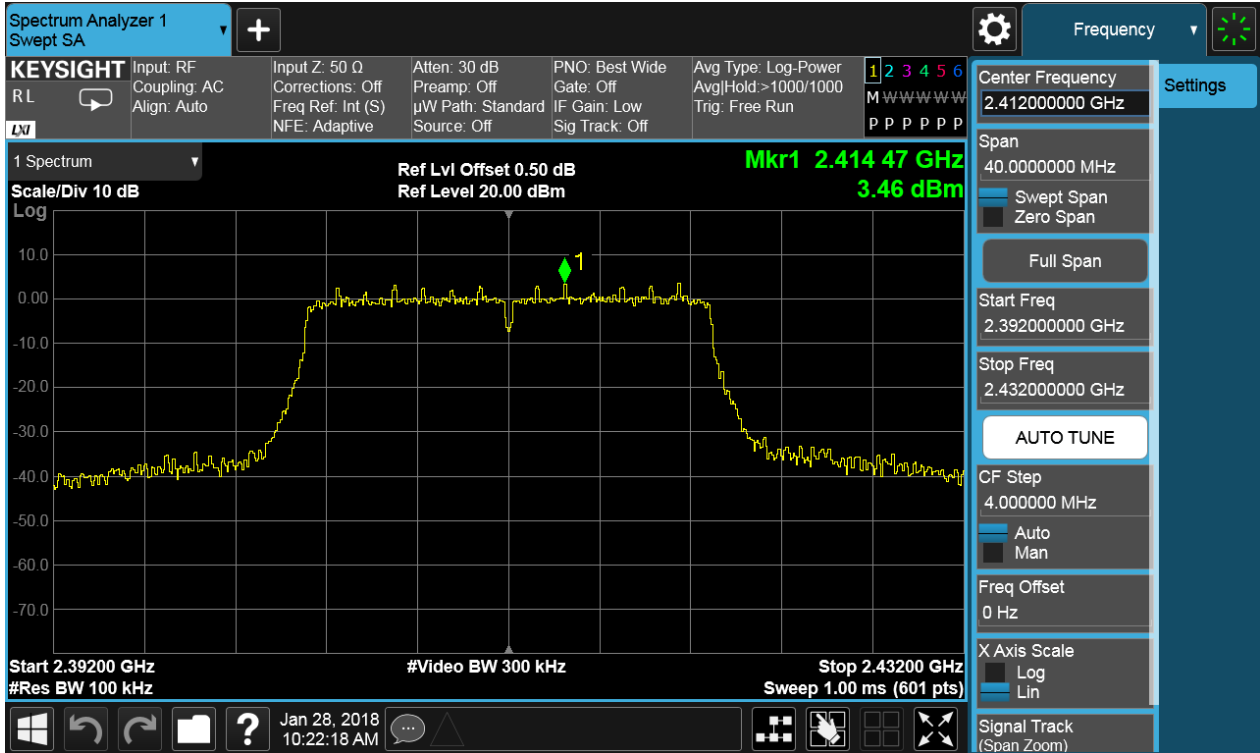 Spectrum Analyzer 1
Swept SA
Frequency
KEYSIGHT
RL
LXI
Input: RF
Coupling: AC
Align: Auto
Input Z: 50 Ω
Corrections: Off
Freq Ref: Int (S)
NFE: Adaptive
Atten: 30 dB
Preamp: Off
µW Path: Standard
Source: Off
PNO: Best Wide
Gate: Off
IF Gain: Low
Sig Track: Off
Avg Type: Log-Power
Avg|Hold:>1000/1000
Trig: Free Run
1 2 3 4 5 6
M W W W W W
P P P P P P
1 Spectrum
Scale/Div 10 dB
Log
Ref Lvl Offset 0.50 dB
Ref Level 20.00 dBm
Mkr1 2.414 47 GHz
3.46 dBm
1
10.0
0.00
-10.0
-20.0
-30.0
-40.0
-50.0
-60.0
-70.0
Start 2.39200 GHz
#Res BW 100 kHz
#Video BW 300 kHz
Stop 2.43200 GHz
Sweep 1.00 ms (601 pts)
Center Frequency
2.412000000 GHz
Span
40.0000000 MHz
Swept Span
Zero Span
Full Span
Start Freq
2.392000000 GHz
Stop Freq
2.432000000 GHz
AUTO TUNE
CF Step
4.000000 MHz
Auto
Man
Freq Offset
0 Hz
X Axis Scale
Log
Lin
Signal Track
(Span Zoom)
Settings
?
Jan 28, 2018
10:22:18 AM